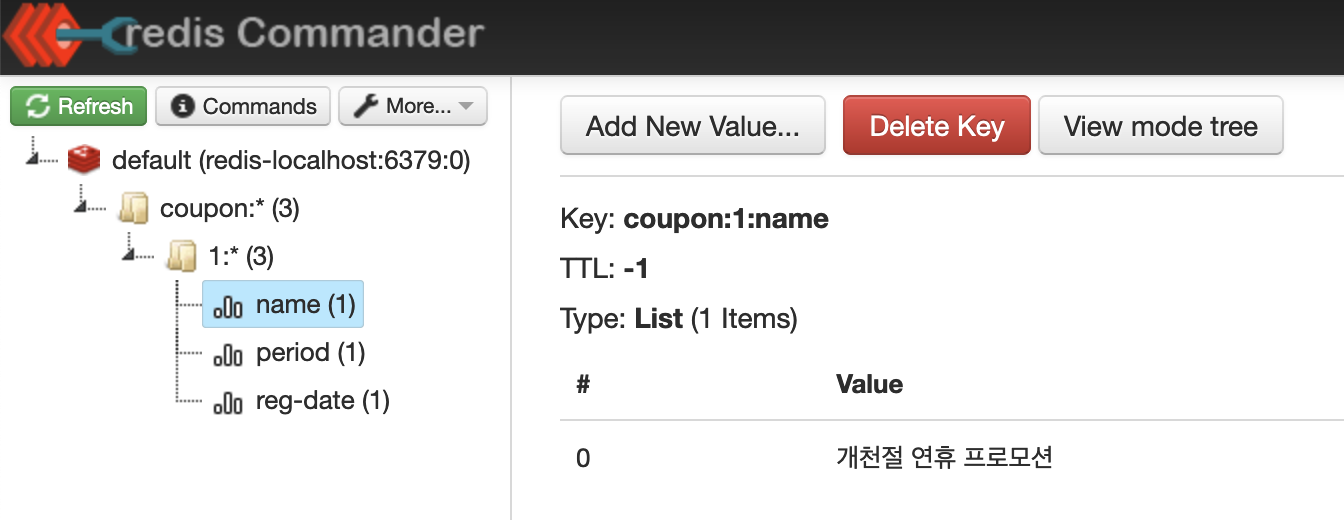 redis Commander
Refresh Commands More...
default (redis-localhost:6379:0)
coupon:* (3)
1:* (3)
name (1)
period (1)
reg-date (1)
Add New Value... Delete Key View mode tree
Key: coupon:1:name
TTL: -1
Type: List (1 Items)
# Value
0 개천절 연휴 프로모션